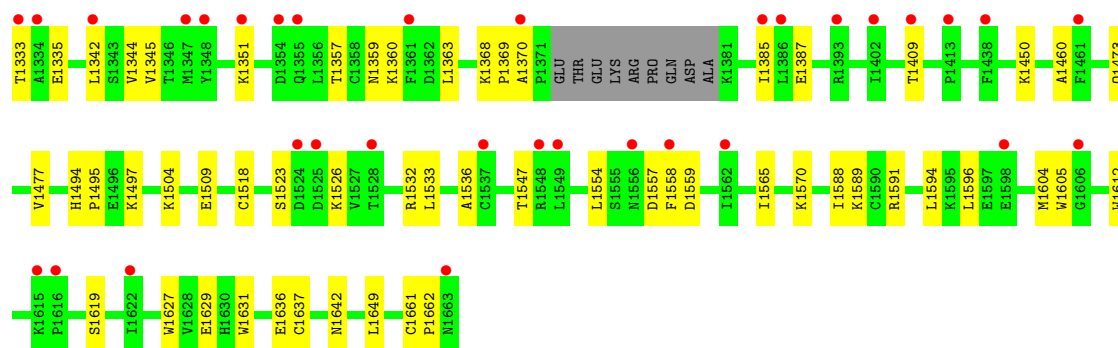 T1333 A1334 E1335 L1342 S1343 V1344 V1345 T1346 M1347 Y1348 K1351 D1354 Q1355 L1356 T1357 C1358 N1359 K1360 F1361 D1362 L1363 K1368 P1369 A1370 P1371 GLU THR GLU LYS ARG PRO GLN ASP ALA K1381 I1385 L1386 E1387 R1393 I1402 T1409 P1413 F1438 K1450 A1460 F1461
V1477 H1494 P1495 E1496 K1497 K1504 E1509 C1518 S1523 D1524 D1525 K1526 V1527 T1528 R1532 L1533 A1536 C1537 T1547 R1548 L1549 L1554 S1555 N1556 D1557 F1558 D1559 I1562 I1565 K1570 I1588 K1589 C1590 R1591 L1594 K1595 L1596 E1597 E1598 M1604 W1605 G1606
K1615 P1616 S1619 I1622 W1627 V1628 E1629 H1630 W1631 E1636 C1637 N1642 L1649 C1661 P1662 N1663